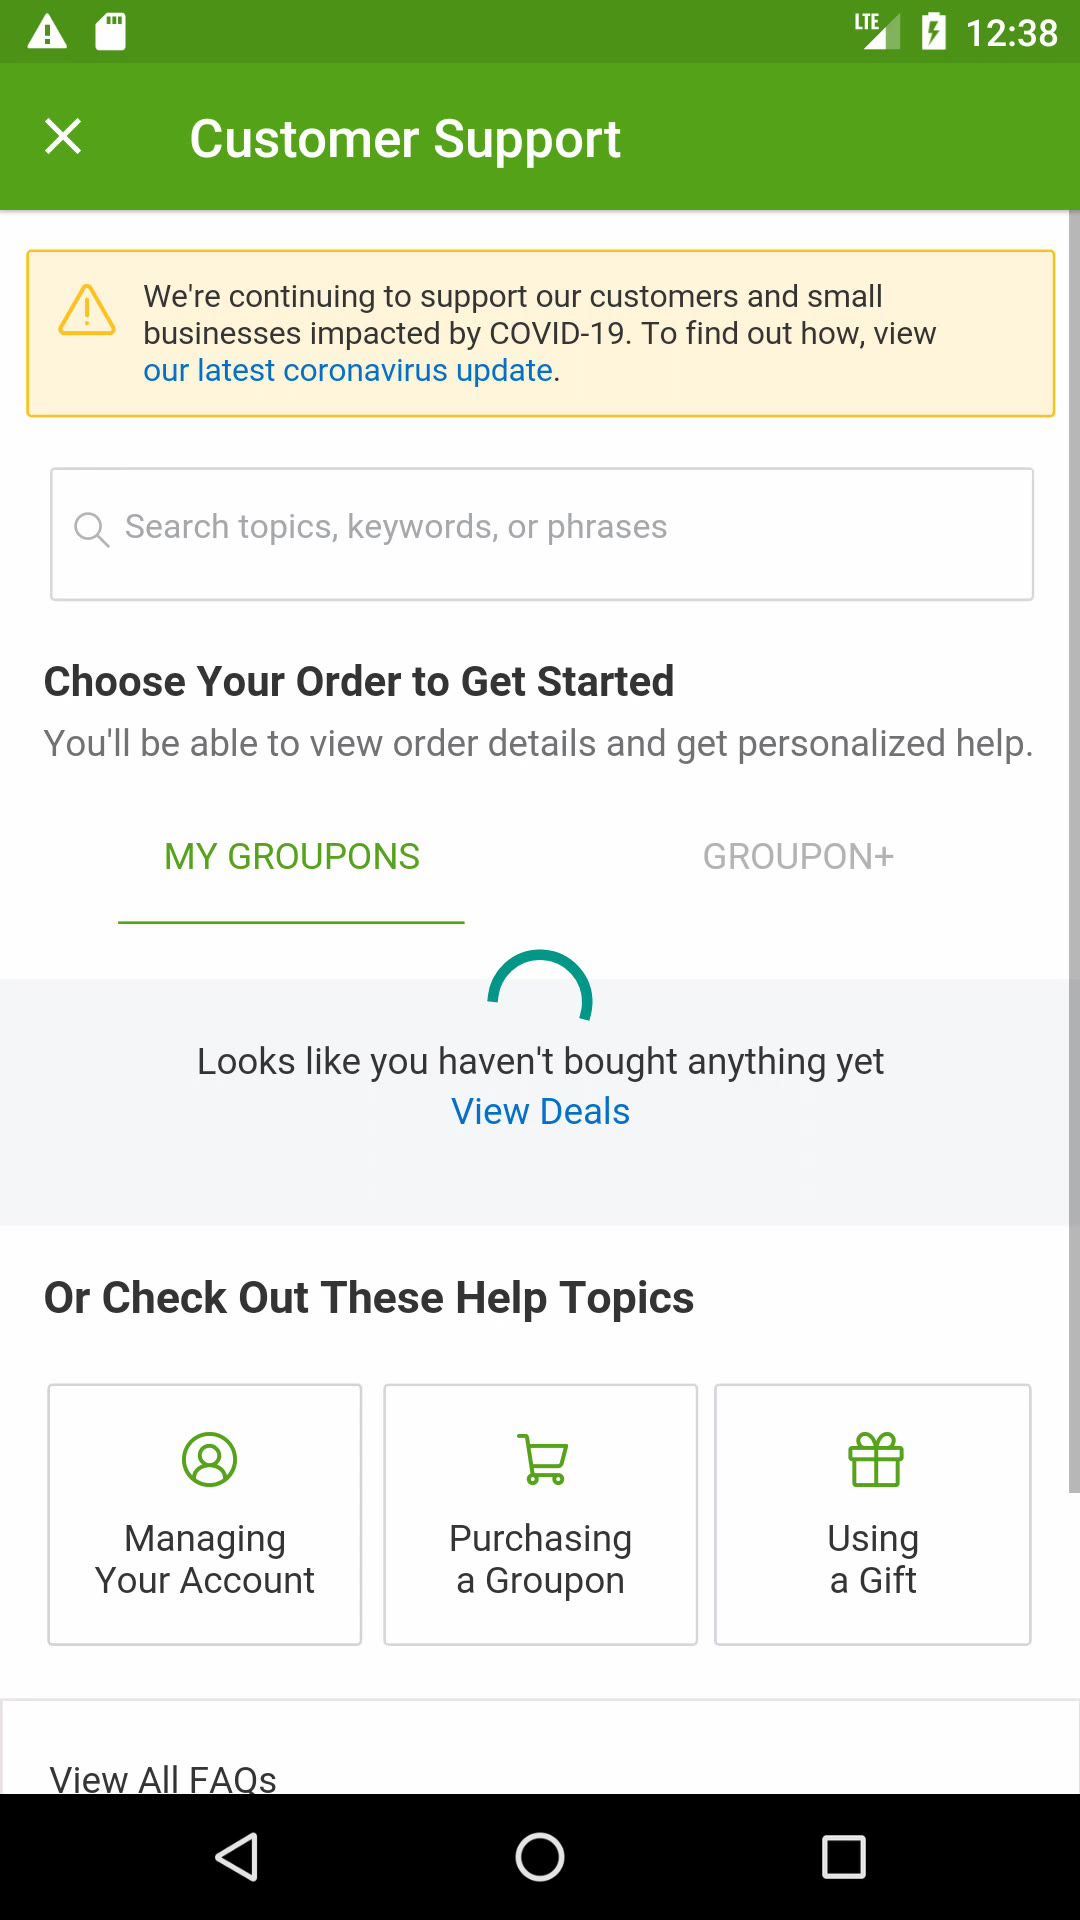 LTE 12:38
Customer Support
We're continuing to support our customers and small
businesses impacted by COVID-19. To find out how, view
our latest coronavirus update.
Search topics, keywords, or phrases
Choose Your Order to Get Started
You'll be able to view order details and get personalized help.
MY GROUPONS GROUPON+
Looks like you haven't bought anything yet
View Deals
Or Check Out These Help Topics
Managing
Your Account
Purchasing
a Groupon
Using
a Gift
View All FAQs